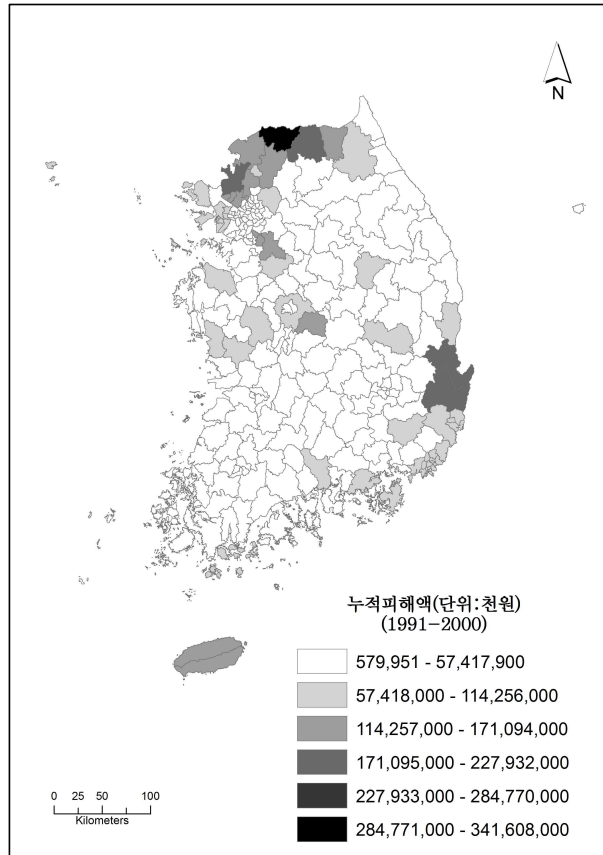 N
누적피해액(단위:천원)
(1991-2000)
579,951 - 57,417,900
57,418,000 - 114,256,000
114,257,000 - 171,094,000
171,095,000 - 227,932,000
227,933,000 - 284,770,000
284,771,000 - 341,608,000
0 25 50 100
Kilometers